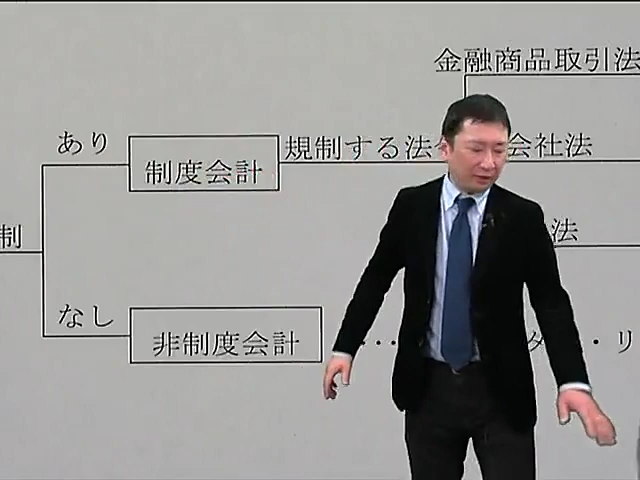 金融商品取引法
あり
制度会計
規制する法
会社法
制
法
なし
非制度会計
・・
・リ